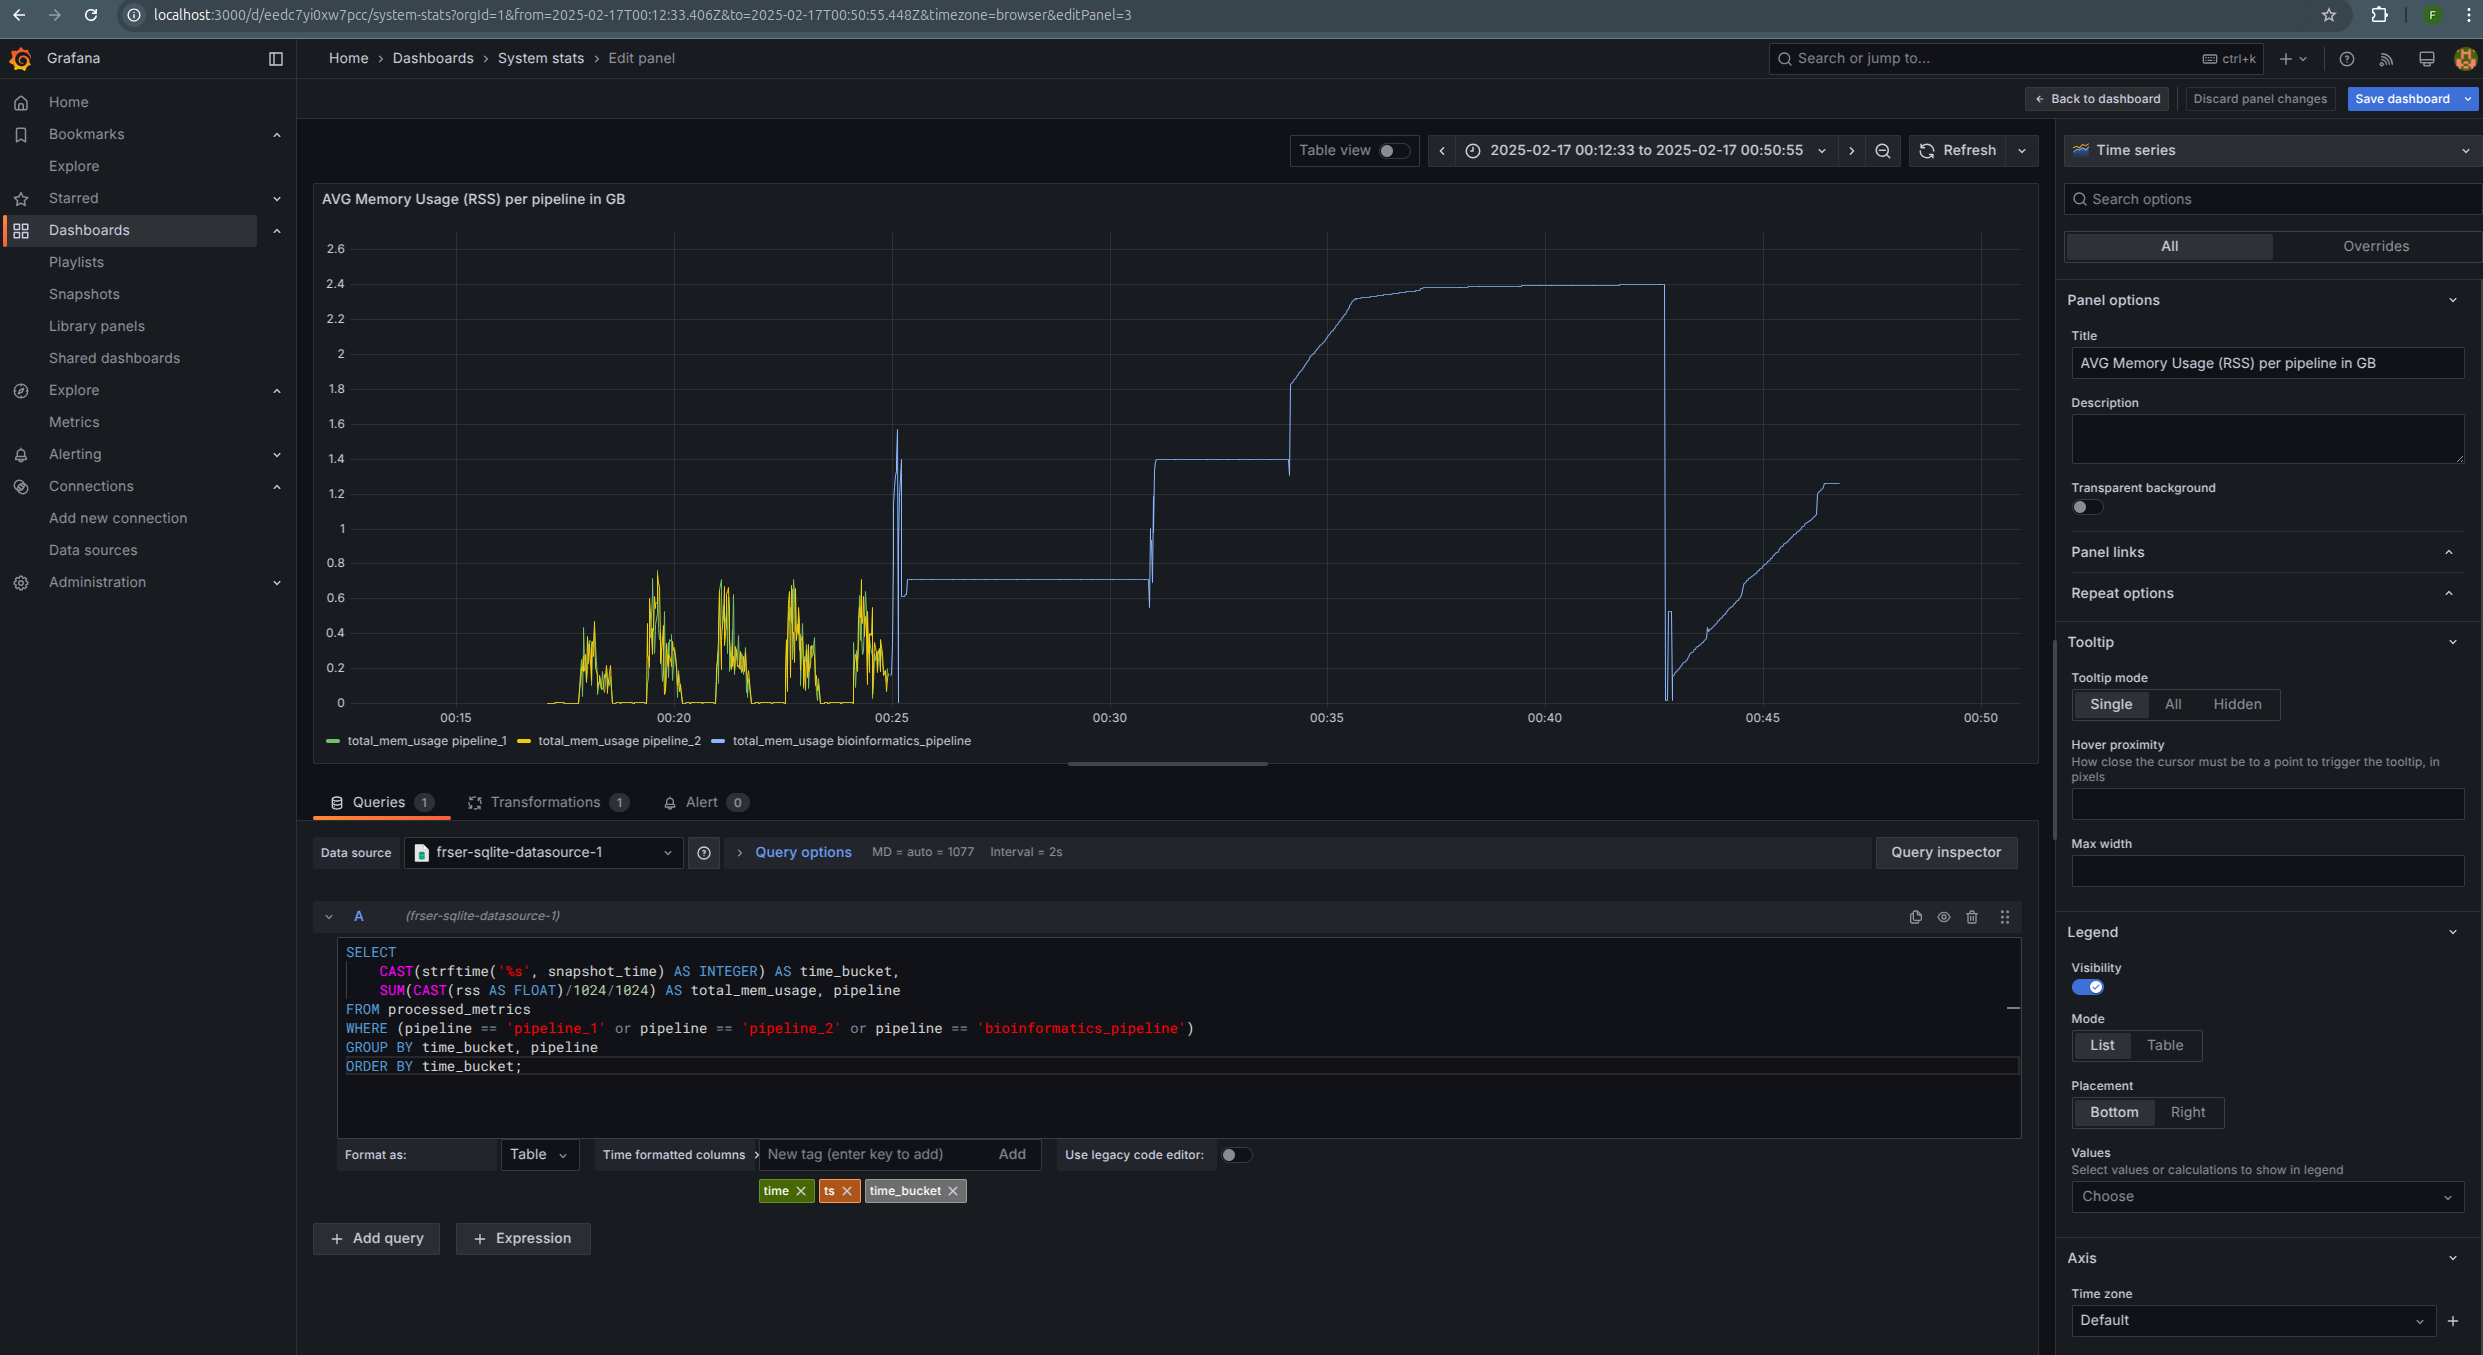 localhost:3000/d/eedc7yi0xw7pcc/system-stats?orgId=1&from=2025-02-17T00:12:33.406Z&to=2025-02-17T00:50:55.448Z&timezone=browser&editPanel=3
F
Grafana
Home › Dashboards › System stats › Edit panel
Search or jump to...
ctrl+k
Home
Bookmarks
Explore
Starred
Dashboards
Playlists
Snapshots
Library panels
Shared dashboards
Explore
Metrics
Alerting
Connections
Add new connection
Data sources
Administration
Back to dashboard
Discard panel changes
Save dashboard
Table view
2025-02-17 00:12:33 to 2025-02-17 00:50:55
Refresh
AVG Memory Usage (RSS) per pipeline in GB
2.6
2.4
2.2
2
1.8
1.6
1.4
1.2
1
0.8
0.6
0.4
0.2
0
00:15 00:20 00:25 00:30 00:35 00:40 00:45 00:50
total_mem_usage pipeline_1 total_mem_usage pipeline_2 total_mem_usage bioinformatics_pipeline
Queries 1 Transformations 1 Alert 0
Data source frser-sqlite-datasource-1 Query options MD = auto = 1077 Interval = 2s Query inspector
A (frser-sqlite-datasource-1)
SELECT
CAST(strftime('%s', snapshot_time) AS INTEGER) AS time_bucket,
SUM(CAST(rss AS FLOAT)/1024/1024) AS total_mem_usage, pipeline
FROM processed_metrics
WHERE (pipeline == 'pipeline_1' or pipeline == 'pipeline_2' or pipeline == 'bioinformatics_pipeline')
GROUP BY time_bucket, pipeline
ORDER BY time_bucket;
Format as: Table Time formatted columns New tag (enter key to add) Add Use legacy code editor:
time ts time_bucket
Add query Expression
Time series
Search options
All Overrides
Panel options
Title
AVG Memory Usage (RSS) per pipeline in GB
Description
Transparent background
Panel links
Repeat options
Tooltip
Tooltip mode
Single All Hidden
Hover proximity
How close the cursor must be to a point to trigger the tooltip, in
pixels
Max width
Legend
Visibility
Mode
List Table
Placement
Bottom Right
Values
Select values or calculations to show in legend
Choose
Axis
Time zone
Default